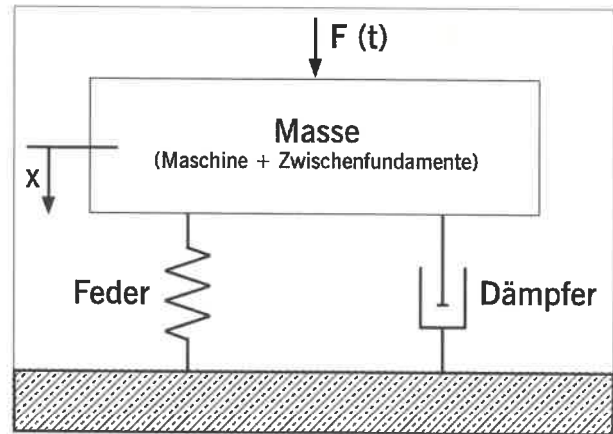 F (t)
Masse
(Maschine + Zwischenfundamente)
x
Feder
Dämpfer